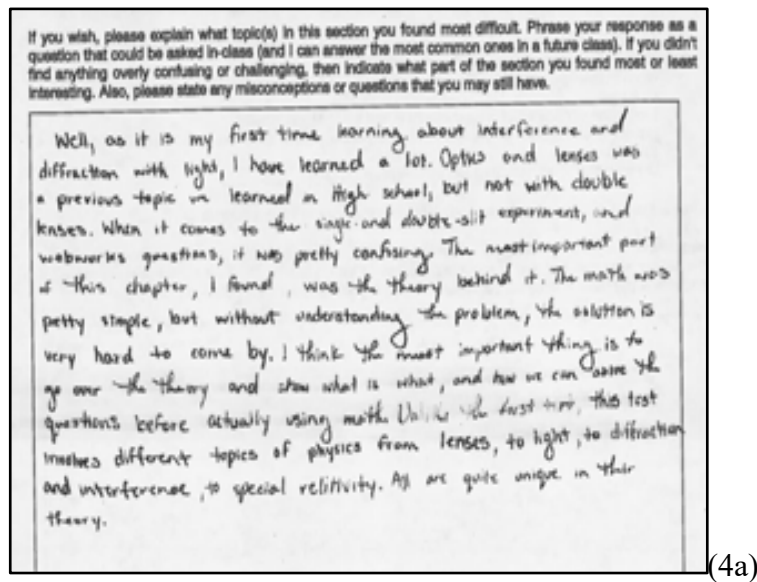 If you wish, please explain what topic(s) in this section you found most difficult. Phrase your response as a
question that could be asked in-class (and I can answer the most common ones in a future class). If you didn't
find anything overly confusing or challenging, then indicate what part of the section you found most or least
interesting. Also, please state any misconceptions or questions that you may still have.
Well, as it is my first time learning about interference and
diffraction with light, I have learned a lot. Optics and lenses was
a previous topic we learned in High school, but not with double
lenses. When it comes to the single-and double-slit experiment, and
webworks questions, it was pretty confising. The most important part
of this chapter, I found, was the theory behind it. The math was
petty simple, but without understanding the problem, the solution is
very hard to come by. I think the most important thing is to
go over the theory and show what is what, and how we can solve the
questions before actually using math. Unlike the first time, this test
involves different topics of physics from lenses, to light, to diffraction
and interference, to special relitivity. All are quite unique in their
theory.
(4a)